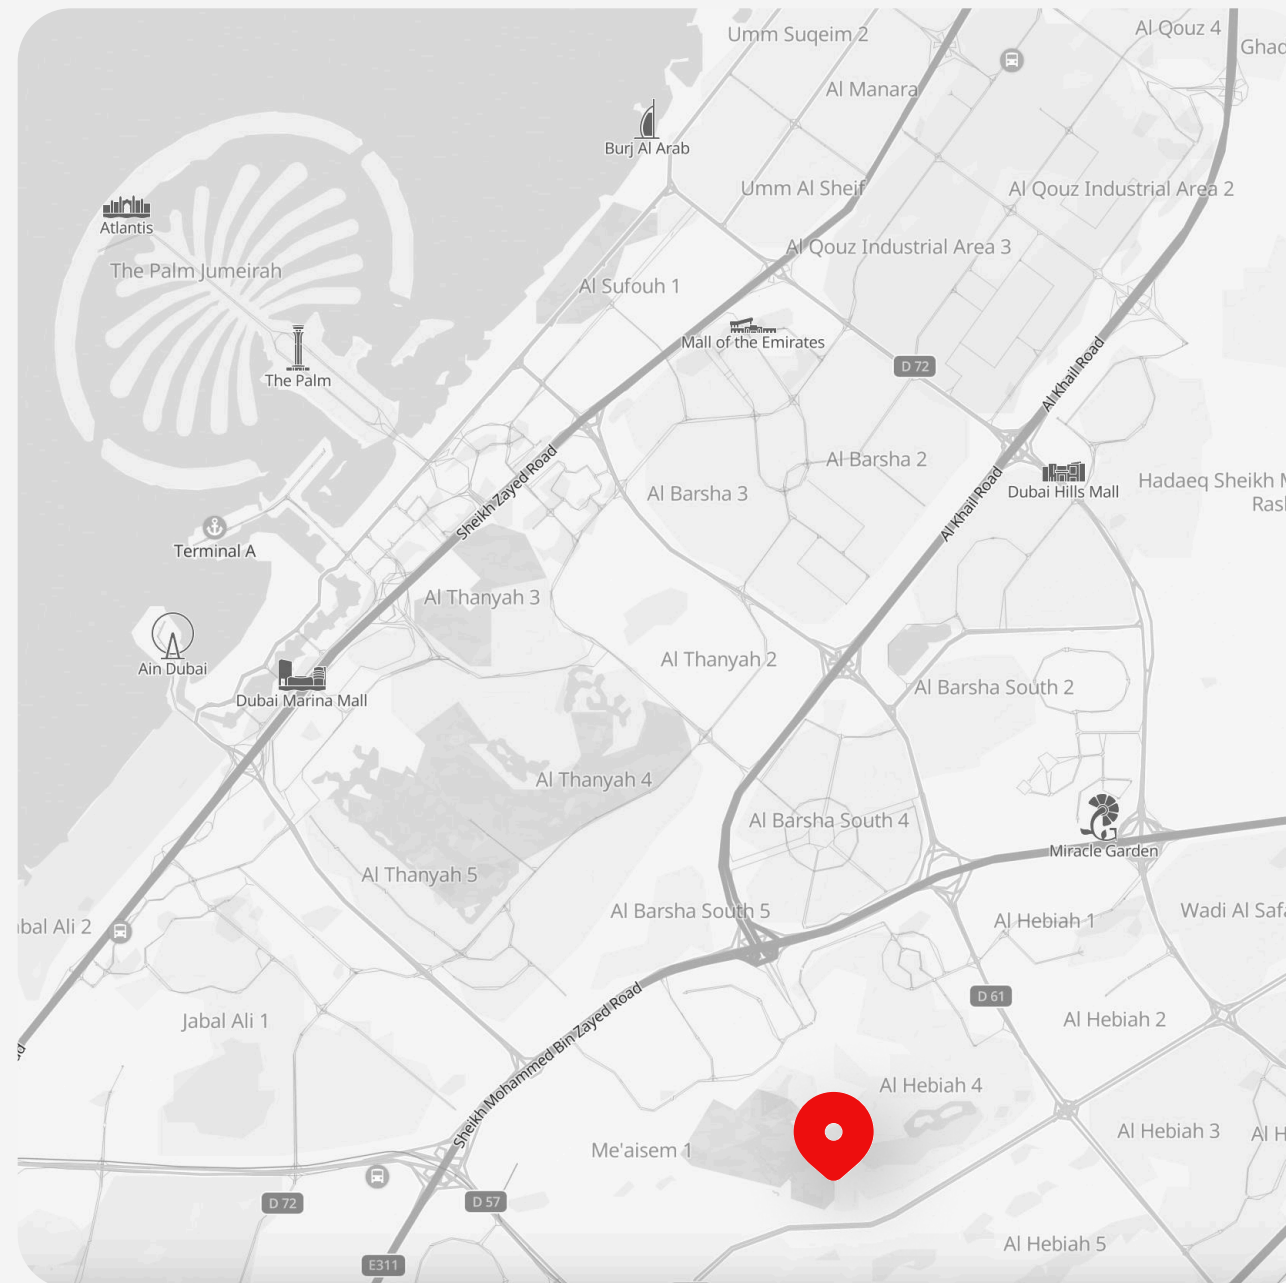 Umm Suqeim 2
Al Qouz 4
Al Manara
Burj Al Arab
Umm Al Sheif
Al Qouz Industrial Area 2
Atlantis
Al Qouz Industrial Area 3
The Palm Jumeirah
Al Sufouh 1
Mall of the Emirates
D 72
Al Khail Road
The Palm
Al Barsha 2
Sheikh Zayed Road
Al Barsha 3
Al Khail Road
Dubai Hills Mall
Hadaeq Sheikh
Terminal A
Al Thanyah 3
Al Thanyah 2
Ain Dubai
Al Barsha South 2
Dubai Marina Mall
Al Thanyah 4
Al Barsha South 4
Miracle Garden
Al Thanyah 5
Al Barsha South 5
Al Hebiah 1
Wadi Al
Ali 2
D 61
Jabal Ali 1
Al Hebiah 2
Sheikh Mohammed Bin Zayed Road
Al Hebiah 4
Me'aisem 1
Al Hebiah 3
Al
D 72
D 57
Al Hebiah 5
E311